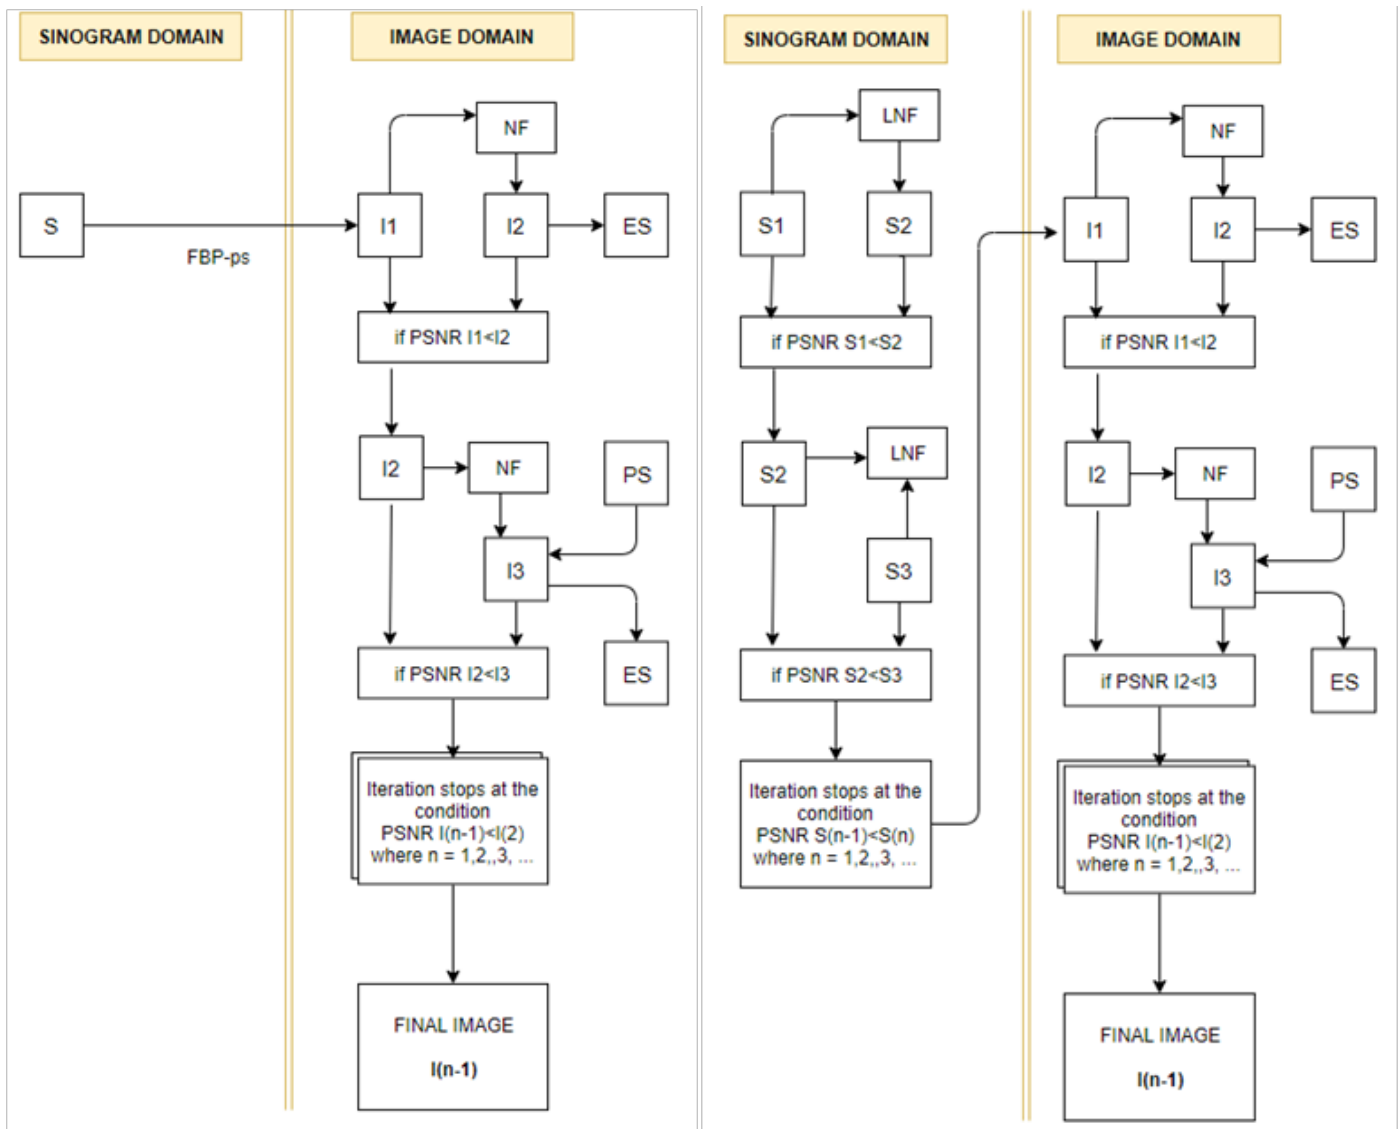 SINOGRAM DOMAIN
IMAGE DOMAIN
NF
S
I1
I2
ES
FBP-ps
if PSNR I1<I2
I2
NF
PS
I3
if PSNR I2<I3
ES
Iteration stops at the
condition
PSNR I(n-1)<I(2)
where n = 1,2,,3, ...
FINAL IMAGE
I(n-1)
SINOGRAM DOMAIN
IMAGE DOMAIN
LNF
S1
S2
if PSNR S1<S2
S2
LNF
S3
if PSNR S2<S3
Iteration stops at the
condition
PSNR S(n-1)<S(n)
where n = 1,2,,3, ...
NF
I1
I2
ES
if PSNR I1<I2
I2
NF
PS
I3
if PSNR I2<I3
ES
Iteration stops at the
condition
PSNR I(n-1)<I(2)
where n = 1,2,,3, ...
FINAL IMAGE
I(n-1)